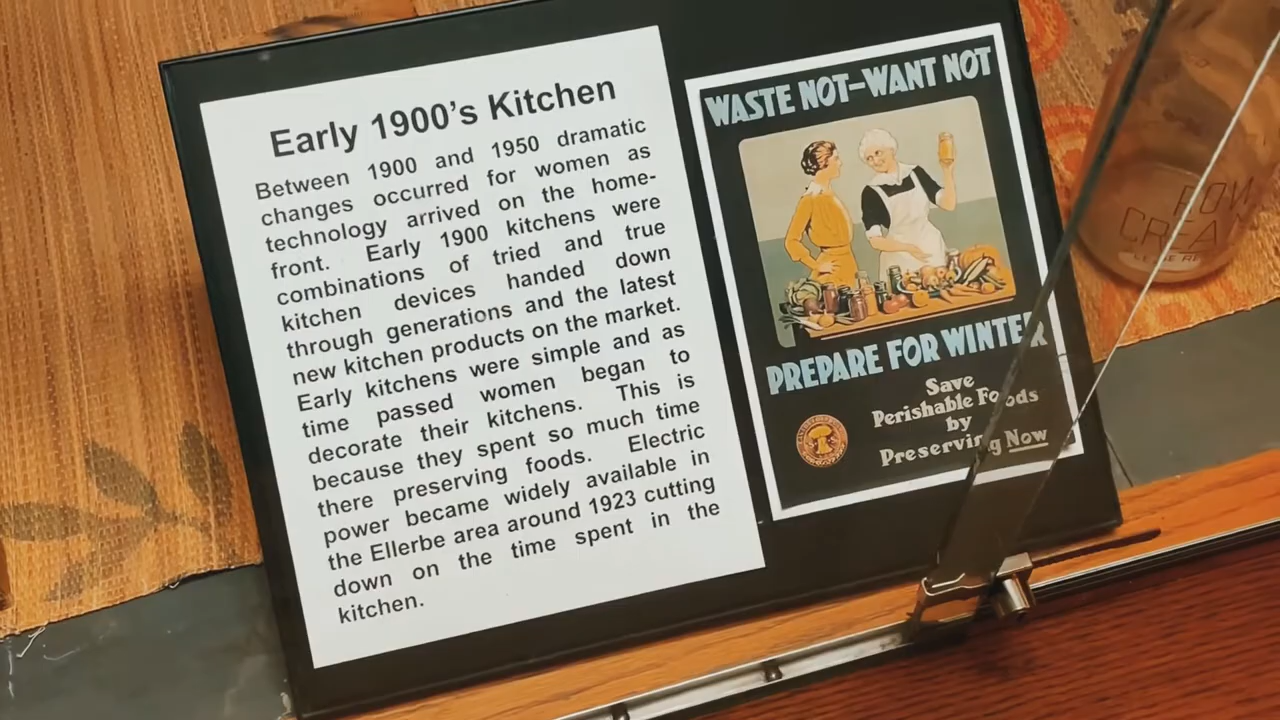 Early 1900's Kitchen
Between 1900 and 1950 dramatic
changes occurred for women as
technology arrived on the home-
front. Early 1900 kitchens were
combinations of tried and true
kitchen devices handed down
through generations and the latest
new kitchen products on the market.
Early kitchens were simple and as
time passed women began to
decorate their kitchens. This is
because they spent so much time
there preserving foods. Electric
power became widely available in
the Ellerbe area around 1923 cutting
down on the time spent in the
kitchen.
WASTE NOT–WANT NOT
PREPARE FOR WINTER
Save
Perishable Foods
by
Preserving Now